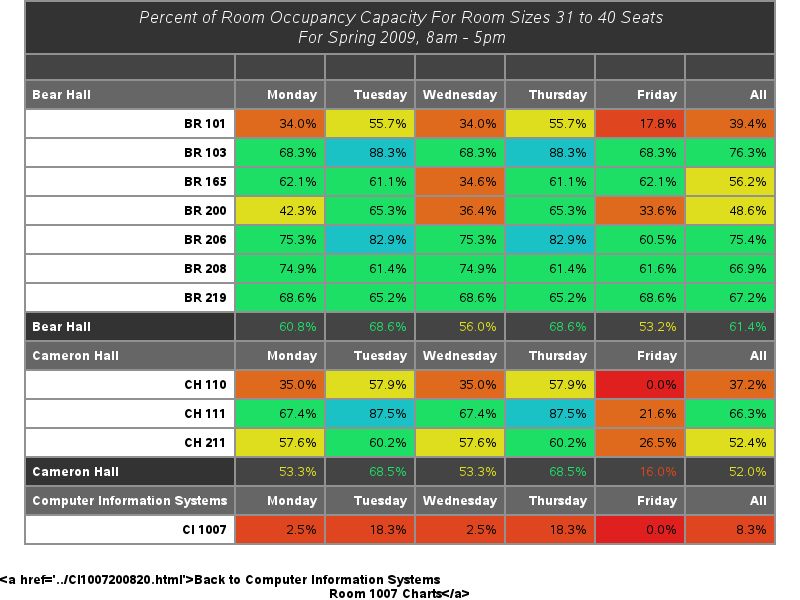 Percent of Room Occupancy Capacity For Room Sizes 31 to 40 Seats
For Spring 2009, 8am - 5pm
Bear Hall Monday Tuesday Wednesday Thursday Friday All
BR 101 34.0% 55.7% 34.0% 55.7% 17.8% 39.4%
BR 103 68.3% 88.3% 68.3% 88.3% 68.3% 76.3%
BR 165 62.1% 61.1% 34.6% 61.1% 62.1% 56.2%
BR 200 42.3% 65.3% 36.4% 65.3% 33.6% 48.6%
BR 206 75.3% 82.9% 75.3% 82.9% 60.5% 75.4%
BR 208 74.9% 61.4% 74.9% 61.4% 61.6% 66.9%
BR 219 68.6% 65.2% 68.6% 65.2% 68.6% 67.2%
Bear Hall 60.8% 68.6% 56.0% 68.6% 53.2% 61.4%
Cameron Hall Monday Tuesday Wednesday Thursday Friday All
CH 110 35.0% 57.9% 35.0% 57.9% 0.0% 37.2%
CH 111 67.4% 87.5% 67.4% 87.5% 21.6% 66.3%
CH 211 57.6% 60.2% 57.6% 60.2% 26.5% 52.4%
Cameron Hall 53.3% 68.5% 53.3% 68.5% 16.0% 52.0%
Computer Information Systems Monday Tuesday Wednesday Thursday Friday All
CI 1007 2.5% 18.3% 2.5% 18.3% 0.0% 8.3%
&lt;a href='../CI1007200820.html'&gt;Back to Computer Information Systems
Room 1007 Charts&lt;/a&gt;